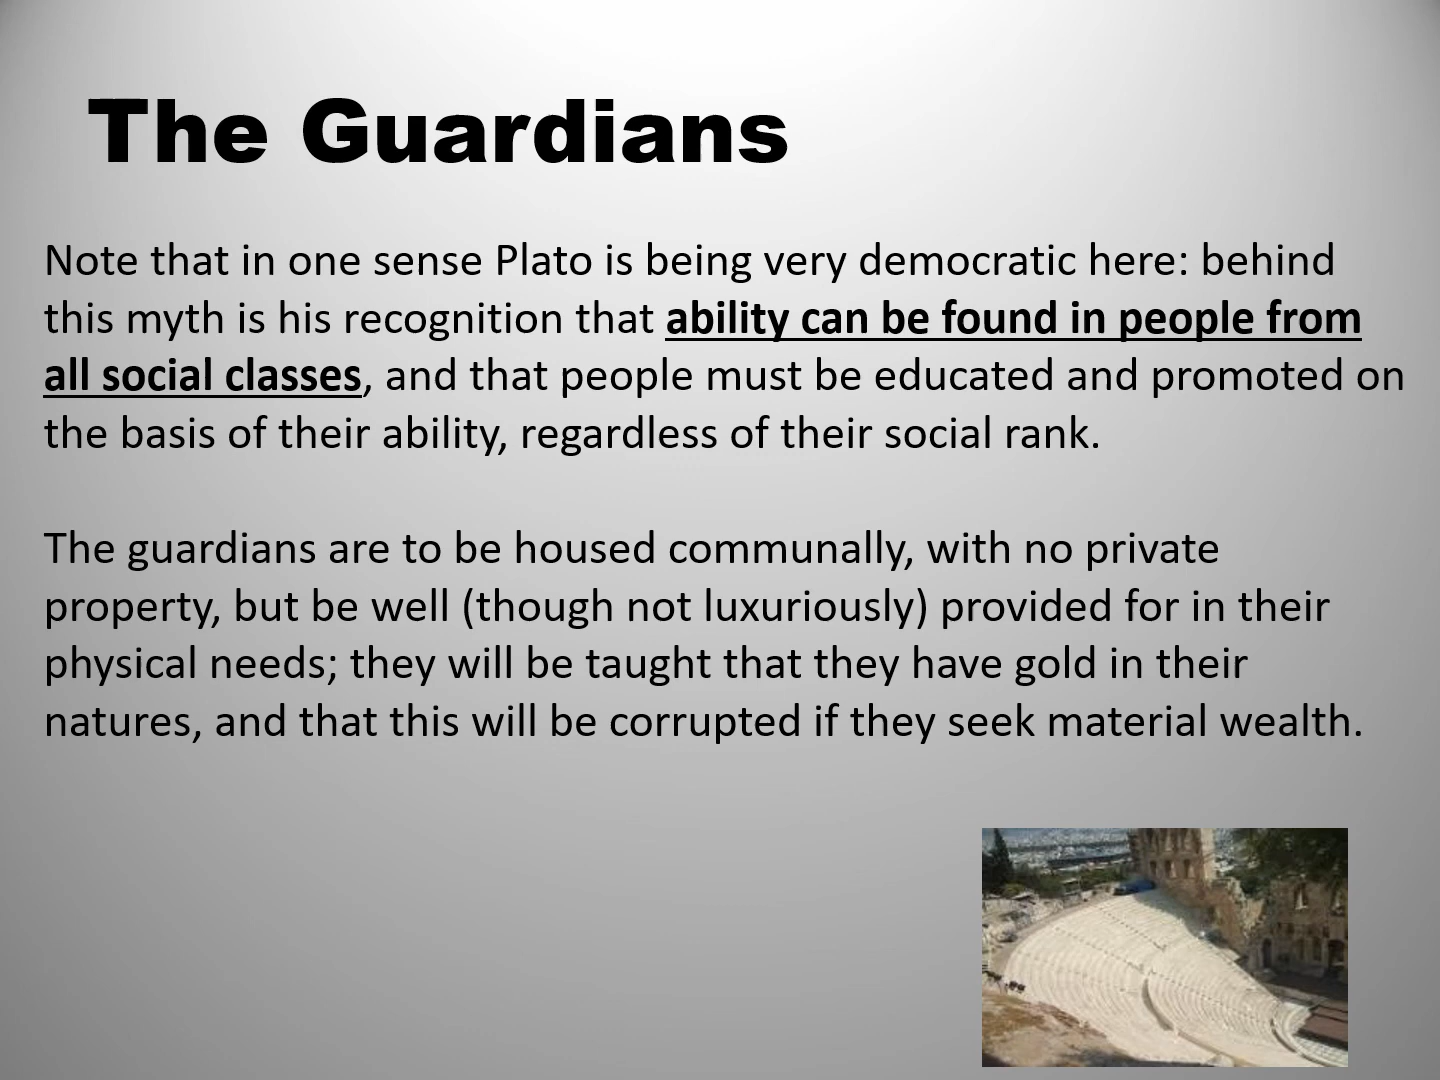 The Guardians
Note that in one sense Plato is being very democratic here: behind
this myth is his recognition that ability can be found in people from
all social classes, and that people must be educated and promoted on
the basis of their ability, regardless of their social rank.
The guardians are to be housed communally, with no private
property, but be well (though not luxuriously) provided for in their
physical needs; they will be taught that they have gold in their
natures, and that this will be corrupted if they seek material wealth.